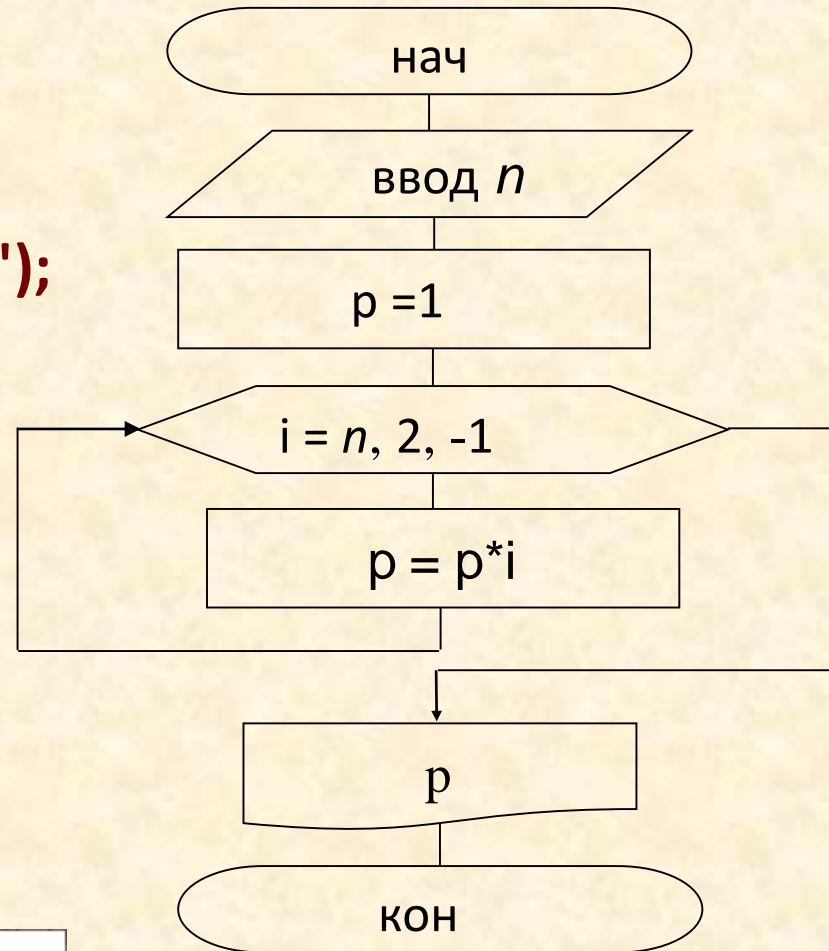 нач
ввод n
');
p =1
i = n, 2, -1
p = p*i
p
кон